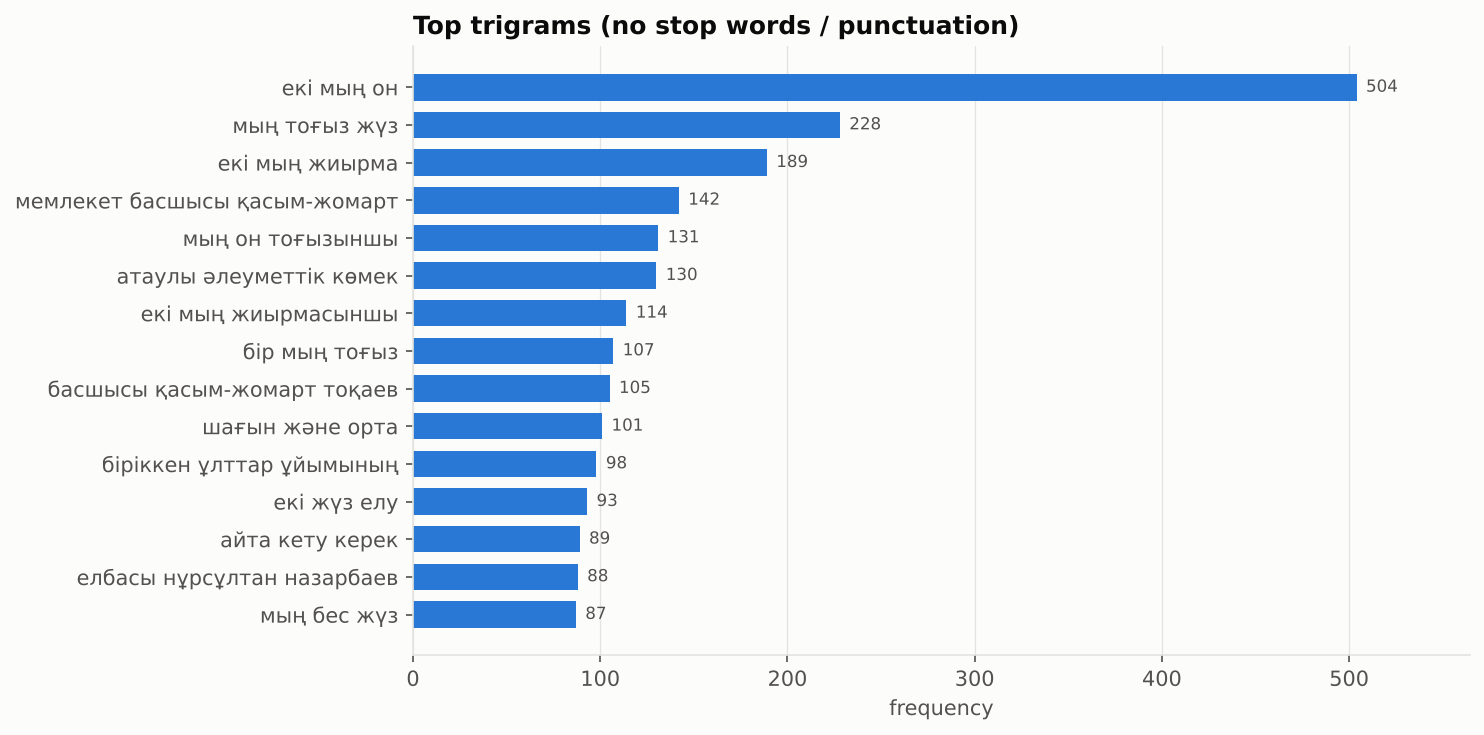 Top trigrams (no stop words / punctuation)
екі мың он 504
мың тоғыз жүз 228
екі мың жиырма 189
мемлекет басшысы қасым-жомарт 142
мың он тоғызыншы 131
атаулы әлеуметтік көмек 130
екі мың жиырмасыншы 114
бір мың тоғыз 107
басшысы қасым-жомарт тоқаев 105
шағын және орта 101
біріккен ұлттар ұйымының 98
екі жүз елу 93
айта кету керек 89
елбасы нұрсұлтан назарбаев 88
мың бес жүз 87
0 100 200 300 400 500
frequency